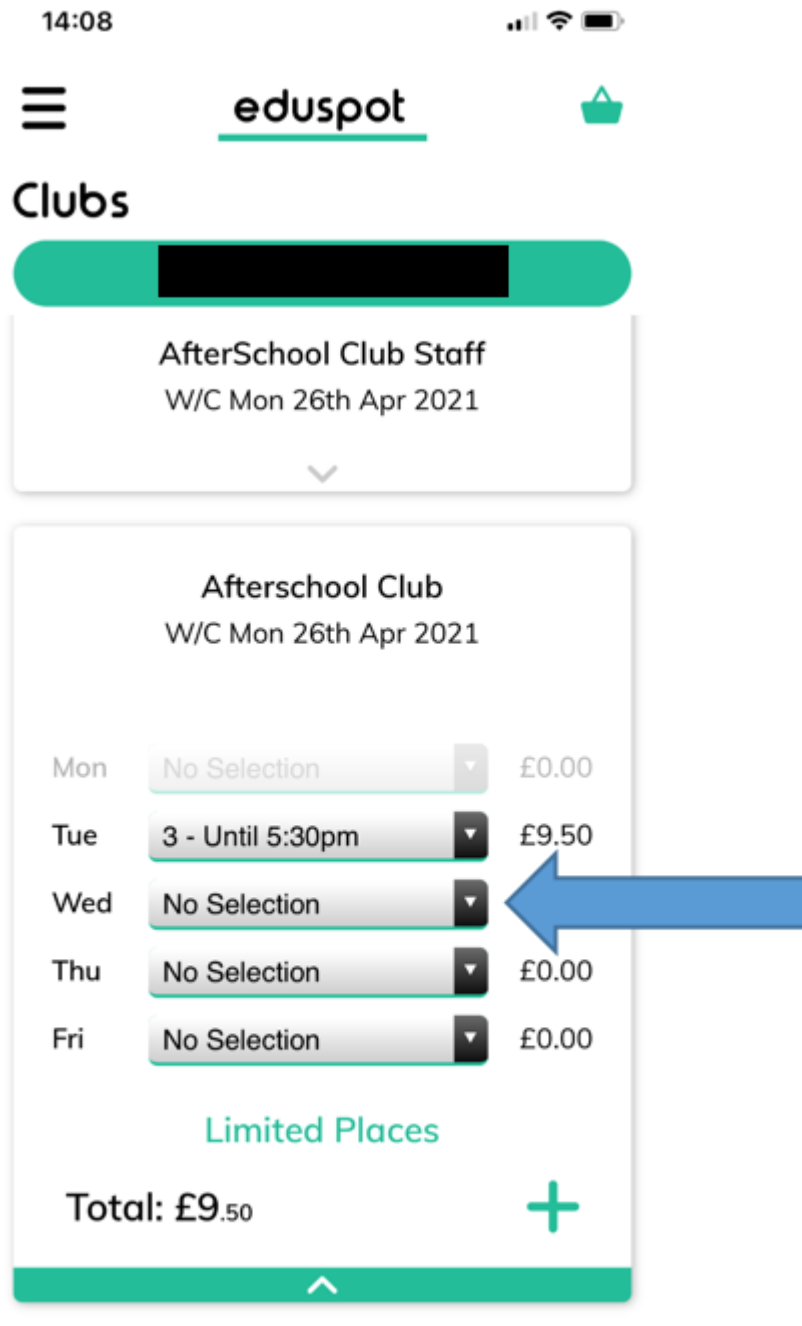 14:08
eduspot
Clubs
AfterSchool Club Staff
W/C Mon 26th Apr 2021
Afterschool Club
W/C Mon 26th Apr 2021
Mon No Selection £0.00
Tue 3 - Until 5:30pm £9.50
Wed No Selection
Thu No Selection £0.00
Fri No Selection £0.00
Limited Places
Total: £9.50